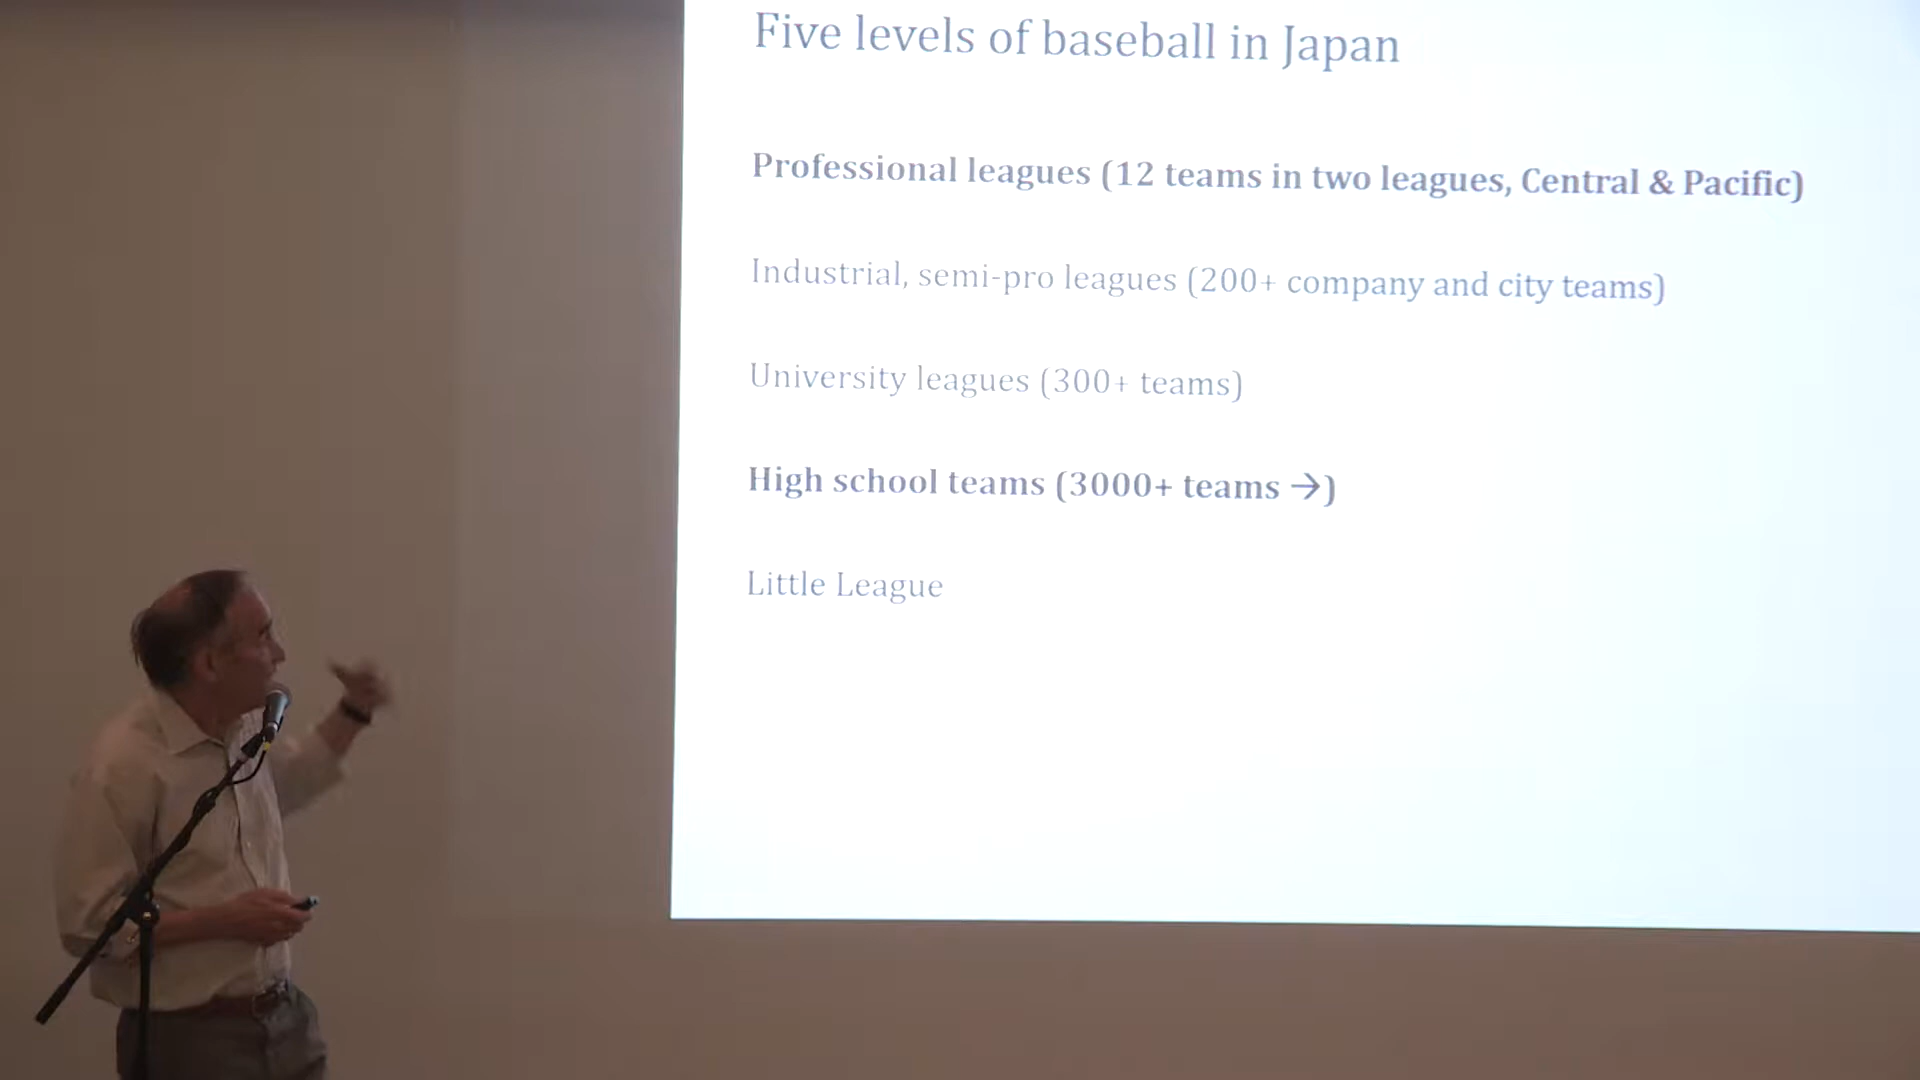 Five levels of baseball in Japan
Professional leagues (12 teams in two leagues, Central & Pacific)
Industrial, semi-pro leagues (200+ company and city teams)
University leagues (300+ teams)
High school teams (3000+ teams →)
Little League